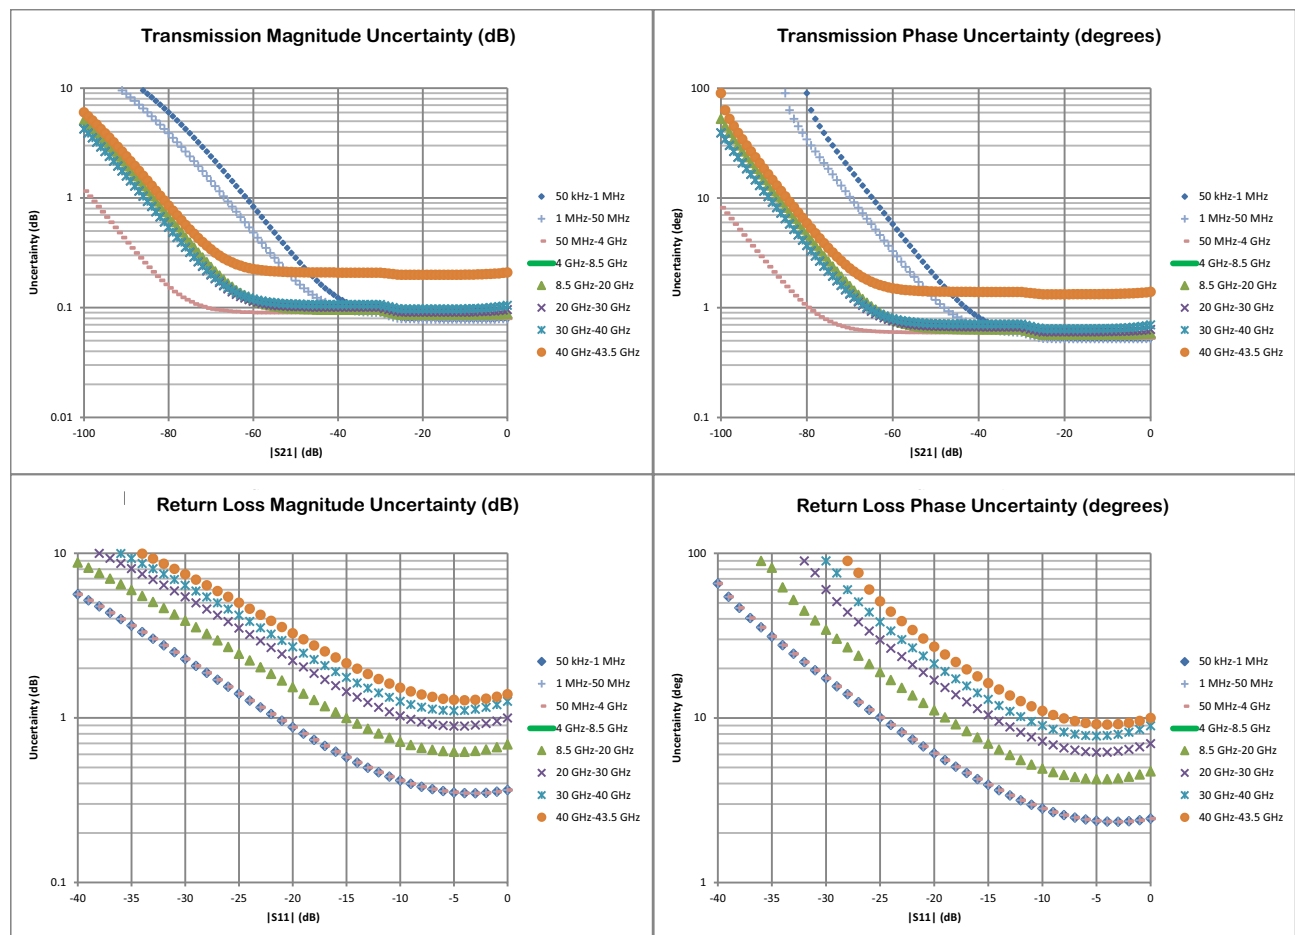 Transmission Magnitude Uncertainty (dB)
Uncertainty (dB)
10
1
0.1
0.01
-100
-80
-60
-40
-20
0
|S21| (dB)
50 kHz-1 MHz
1 MHz-50 MHz
50 MHz-4 GHz
4 GHz-8.5 GHz
8.5 GHz-20 GHz
20 GHz-30 GHz
30 GHz-40 GHz
40 GHz-43.5 GHz
Transmission Phase Uncertainty (degrees)
Uncertainty (deg)
100
10
1
0.1
-100
-80
-60
-40
-20
0
|S21| (dB)
50 kHz-1 MHz
1 MHz-50 MHz
50 MHz-4 GHz
4 GHz-8.5 GHz
8.5 GHz-20 GHz
20 GHz-30 GHz
30 GHz-40 GHz
40 GHz-43.5 GHz
Return Loss Magnitude Uncertainty (dB)
Uncertainty (dB)
10
1
0.1
-40
-35
-30
-25
-20
-15
-10
-5
0
|S11| (dB)
50 kHz-1 MHz
1 MHz-50 MHz
50 MHz-4 GHz
4 GHz-8.5 GHz
8.5 GHz-20 GHz
20 GHz-30 GHz
30 GHz-40 GHz
40 GHz-43.5 GHz
Return Loss Phase Uncertainty (degrees)
Uncertainty (deg)
100
10
1
-40
-35
-30
-25
-20
-15
-10
-5
0
|S11| (dB)
50 kHz-1 MHz
1 MHz-50 MHz
50 MHz-4 GHz
4 GHz-8.5 GHz
8.5 GHz-20 GHz
20 GHz-30 GHz
30 GHz-40 GHz
40 GHz-43.5 GHz